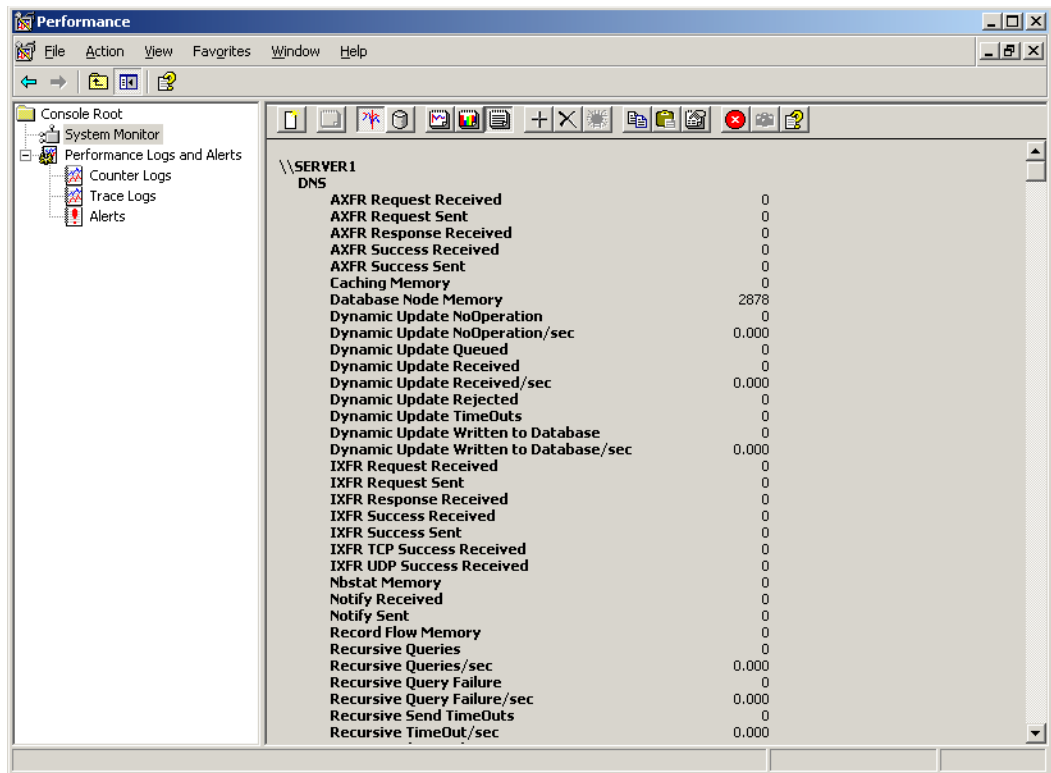 Performance
File Action View Favorites Window Help
Console Root
System Monitor
Performance Logs and Alerts
Counter Logs
Trace Logs
Alerts
\\SERVER1
DNS
AXFR Request Received 0
AXFR Request Sent 0
AXFR Response Received 0
AXFR Success Received 0
AXFR Success Sent 0
Caching Memory 0
Database Node Memory 2878
Dynamic Update NoOperation 0
Dynamic Update NoOperation/sec 0.000
Dynamic Update Queued 0
Dynamic Update Received 0
Dynamic Update Received/sec 0.000
Dynamic Update Rejected 0
Dynamic Update TimeOuts 0
Dynamic Update Written to Database 0
Dynamic Update Written to Database/sec 0.000
IXFR Request Received 0
IXFR Request Sent 0
IXFR Response Received 0
IXFR Success Received 0
IXFR Success Sent 0
IXFR TCP Success Received 0
IXFR UDP Success Received 0
Nbstat Memory 0
Notify Received 0
Notify Sent 0
Record Flow Memory 0
Recursive Queries 0
Recursive Queries/sec 0.000
Recursive Query Failure 0
Recursive Query Failure/sec 0.000
Recursive Send TimeOuts 0
Recursive TimeOut/sec 0.000